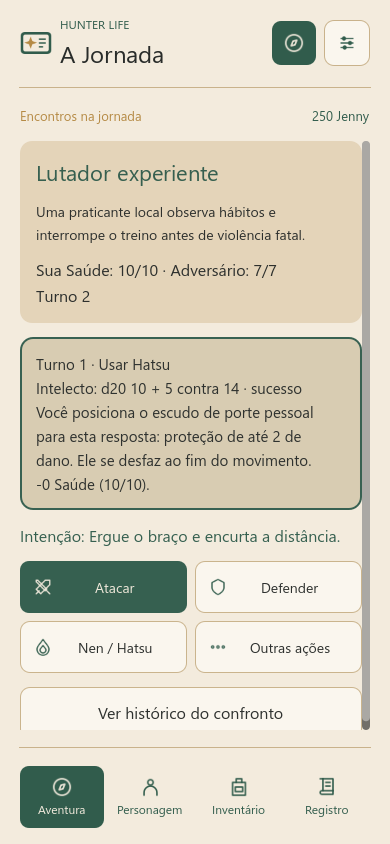 HUNTER LIFE
A Jornada
Encontros na jornada
250 Jenny
Lutador experiente
Uma praticante local observa hábitos e
interrompe o treino antes de violência fatal.
Sua Saúde: 10/10 · Adversário: 7/7
Turno 2
Turno 1 · Usar Hatsu
Intelecto: d20 10 + 5 contra 14 · sucesso
Você posiciona o escudo de porte pessoal
para esta resposta: proteção de até 2 de
dano. Ele se desfaz ao fim do movimento.
-0 Saúde (10/10).
Intenção: Ergue o braço e encurta a distância.
Atacar
Defender
Nen / Hatsu
Outras ações
Ver histórico do confronto
Aventura
Personagem
Inventário
Registro